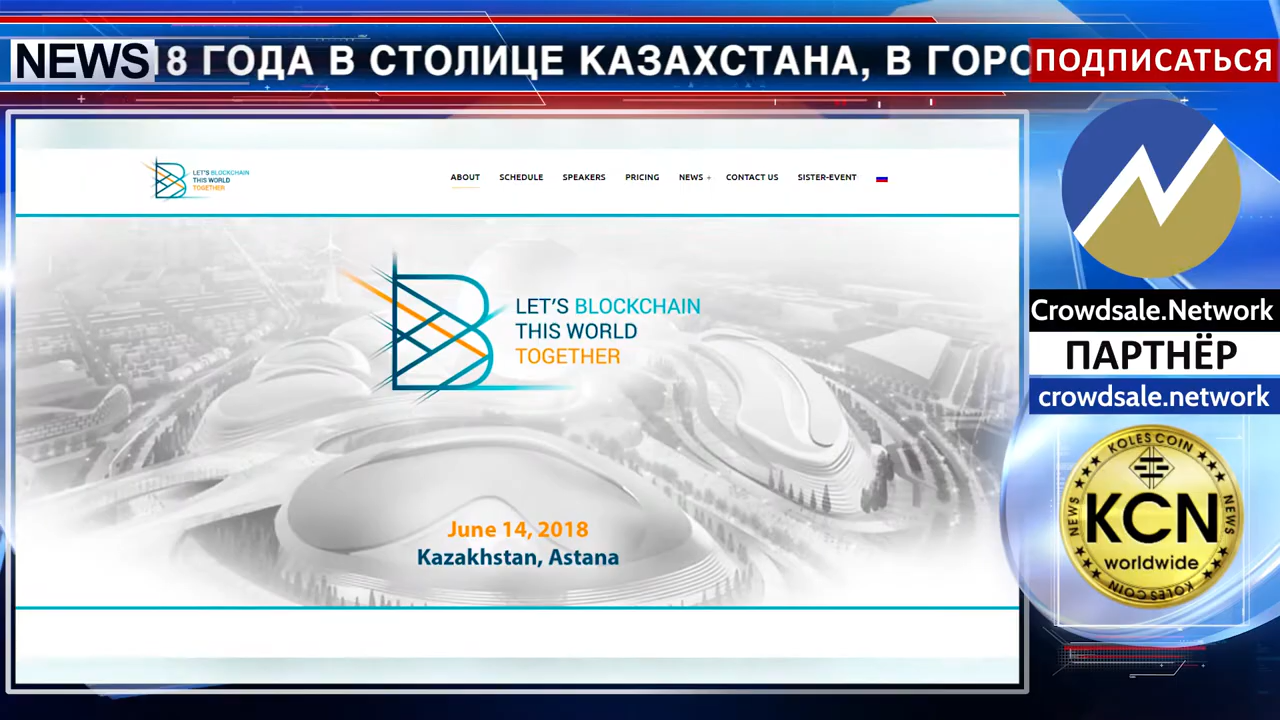 NEWS
18 ГОДА В СТОЛИЦЕ КАЗАХСТАНА, В ГОРО
ПОДПИСАТЬСЯ
LET'S BLOCKCHAIN
THIS WORLD
TOGETHER
ABOUT SCHEDULE SPEAKERS PRICING NEWS + CONTACT US SISTER-EVENT
LET'S BLOCKCHAIN
THIS WORLD
TOGETHER
June 14, 2018
Kazakhstan, Astana
Crowdsale.Network
ПАРТНЁР
crowdsale.network
KOLES COIN
NEWS
KCN
NEWS
worldwide
KOLES COIN